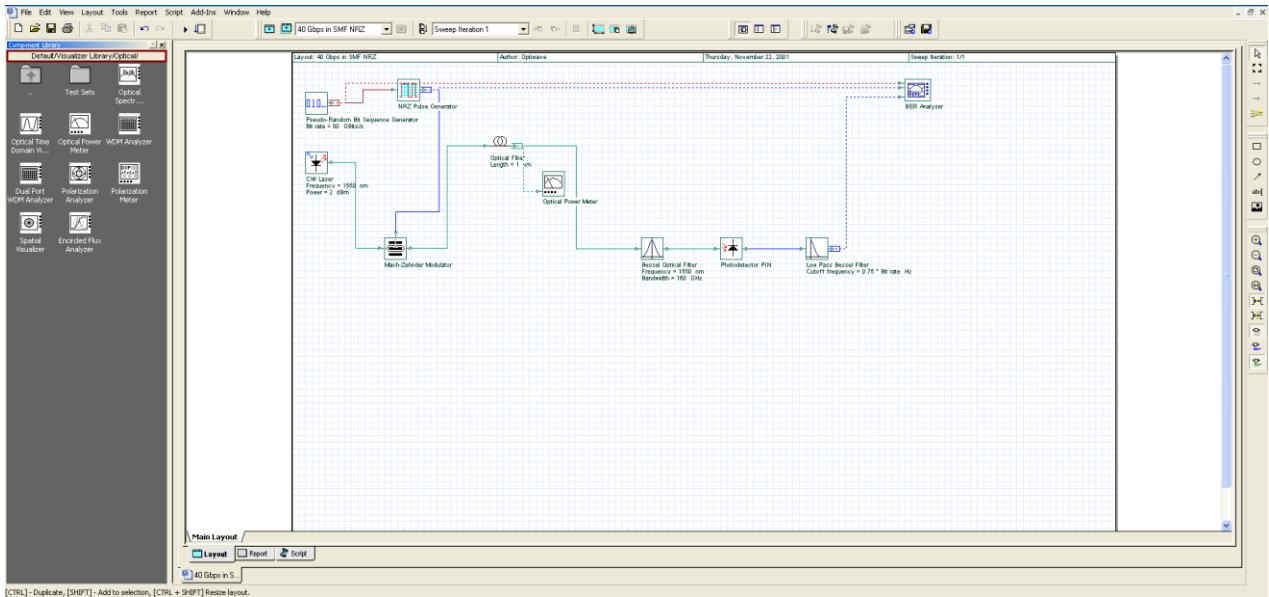 File Edit View Layout Tools Report Script Add-Ins Window Help
40 Gbps in SMF NRZ
Sweep Iteration 1
Component Library
Default/Visualizer Library/Optical/
..
Test Sets
Optical Spectr...
Optical Time Domain Vi...
Optical Power Meter
WDM Analyzer
Dual Port WDM Analyzer
Polarization Analyzer
Polarization Meter
Spatial Visualizer
Encircled Flux Analyzer
Layout: 40 Gbps in SMF NRZ
Author: Optiwave
Thursday, November 22, 2001
Sweep Iteration: 1/1
NRZ Pulse Generator
BER Analyzer
Pseudo-Random Bit Sequence Generator
Optical Fiber
Length = 1 km
CW Laser
Frequency = 1550 nm
Power = 2 dBm
Optical Power Meter
Mach-Zehnder Modulator
Bessel Optical Filter
Frequency = 1550 nm
Bandwidth = 160 GHz
Photodetector PIN
Low Pass Bessel Filter
Cutoff frequency = 0.75 * Bit rate Hz
Main Layout
Layout Report Script
40 Gbps in S...
[CTRL] - Duplicate, [SHIFT] - Add to selection, [CTRL + SHIFT] Resize layout.